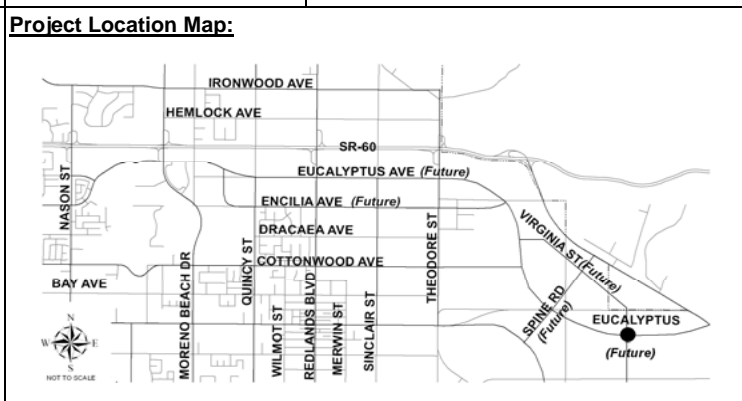 Project Location Map:
IRONWOOD AVE
HEMLOCK AVE
SR-60
EUCALYPTUS AVE (Future)
ENCILIA AVE (Future)
DRACAEA AVE
COTTONWOOD AVE
BAY AVE
NASON ST
MORENO BEACH DR
QUINCY ST
WILMOT ST
REDLANDS BLVD
MERWIN ST
SINCLAIR ST
THEODORE ST
VIRGINIA ST(Future)
SPINE RD
(Future)
EUCALYPTUS
(Future)
N
W
E
S
NOT TO SCALE